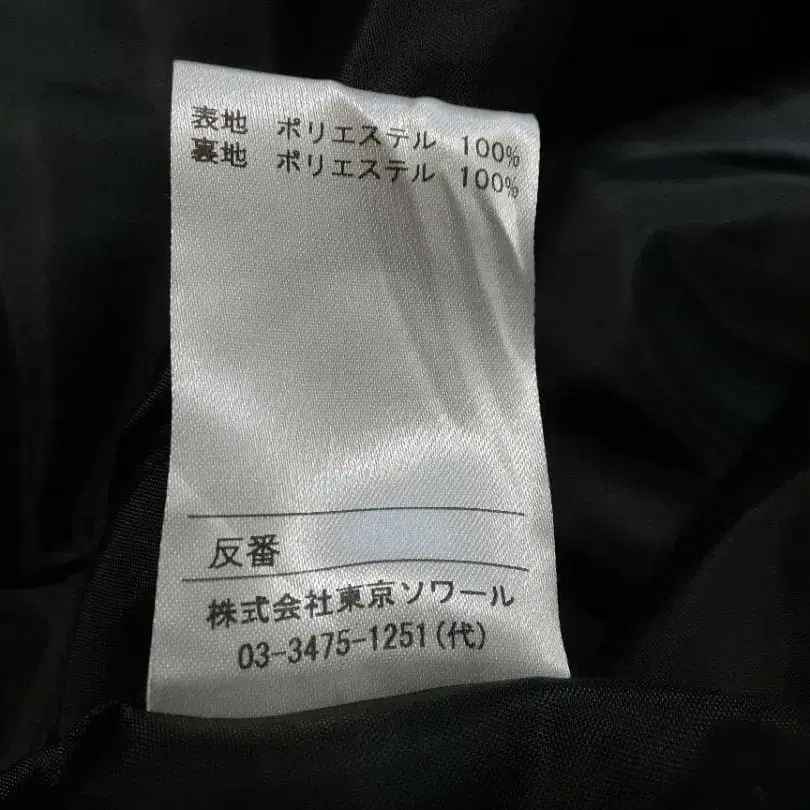 表地　ポリエステル　100%
裏地　ポリエステル　100%
反番
株式会社東京ソワール
03-3475-1251(代)